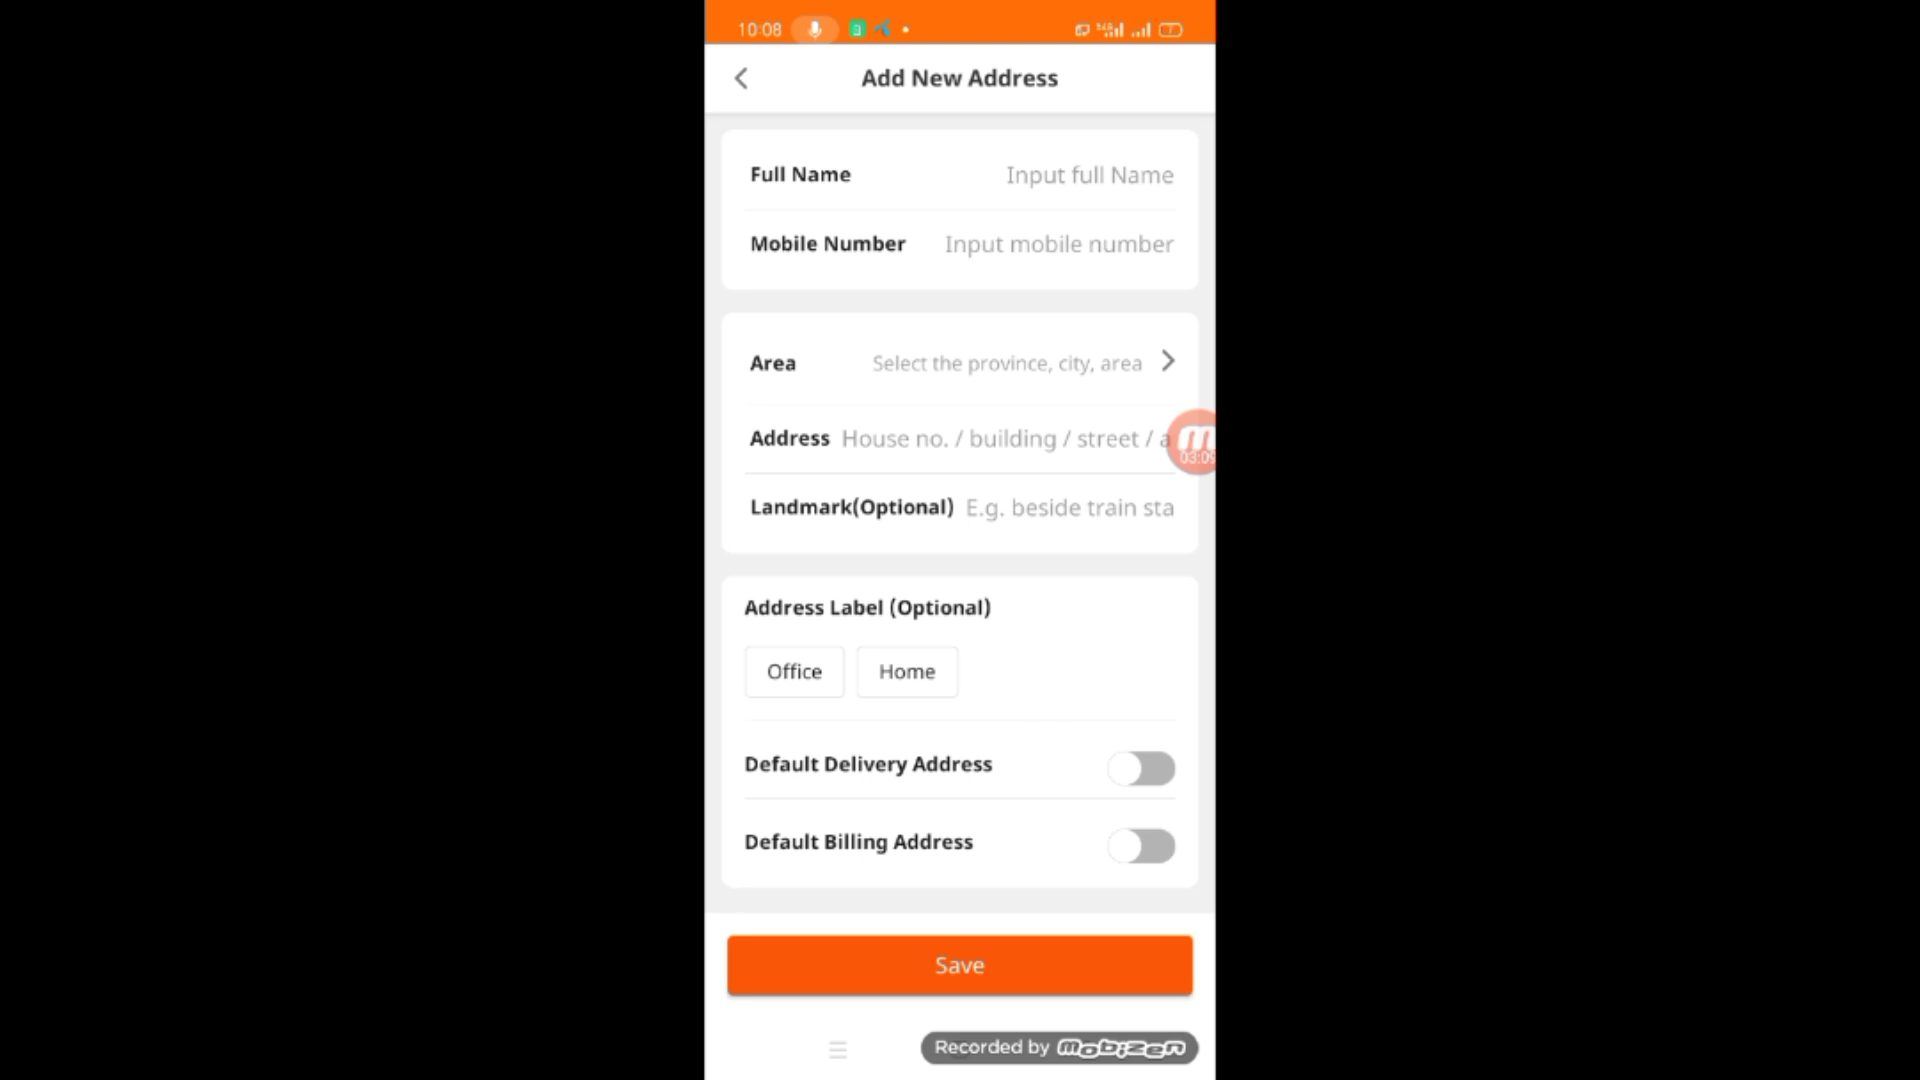 10:08
Add New Address
Full Name Input full Name
Mobile Number Input mobile number
Area Select the province, city, area
Address House no. / building / street / a
03:09
Landmark(Optional) E.g. beside train sta
Address Label (Optional)
Office Home
Default Delivery Address
Default Billing Address
Save
Recorded by mobizen